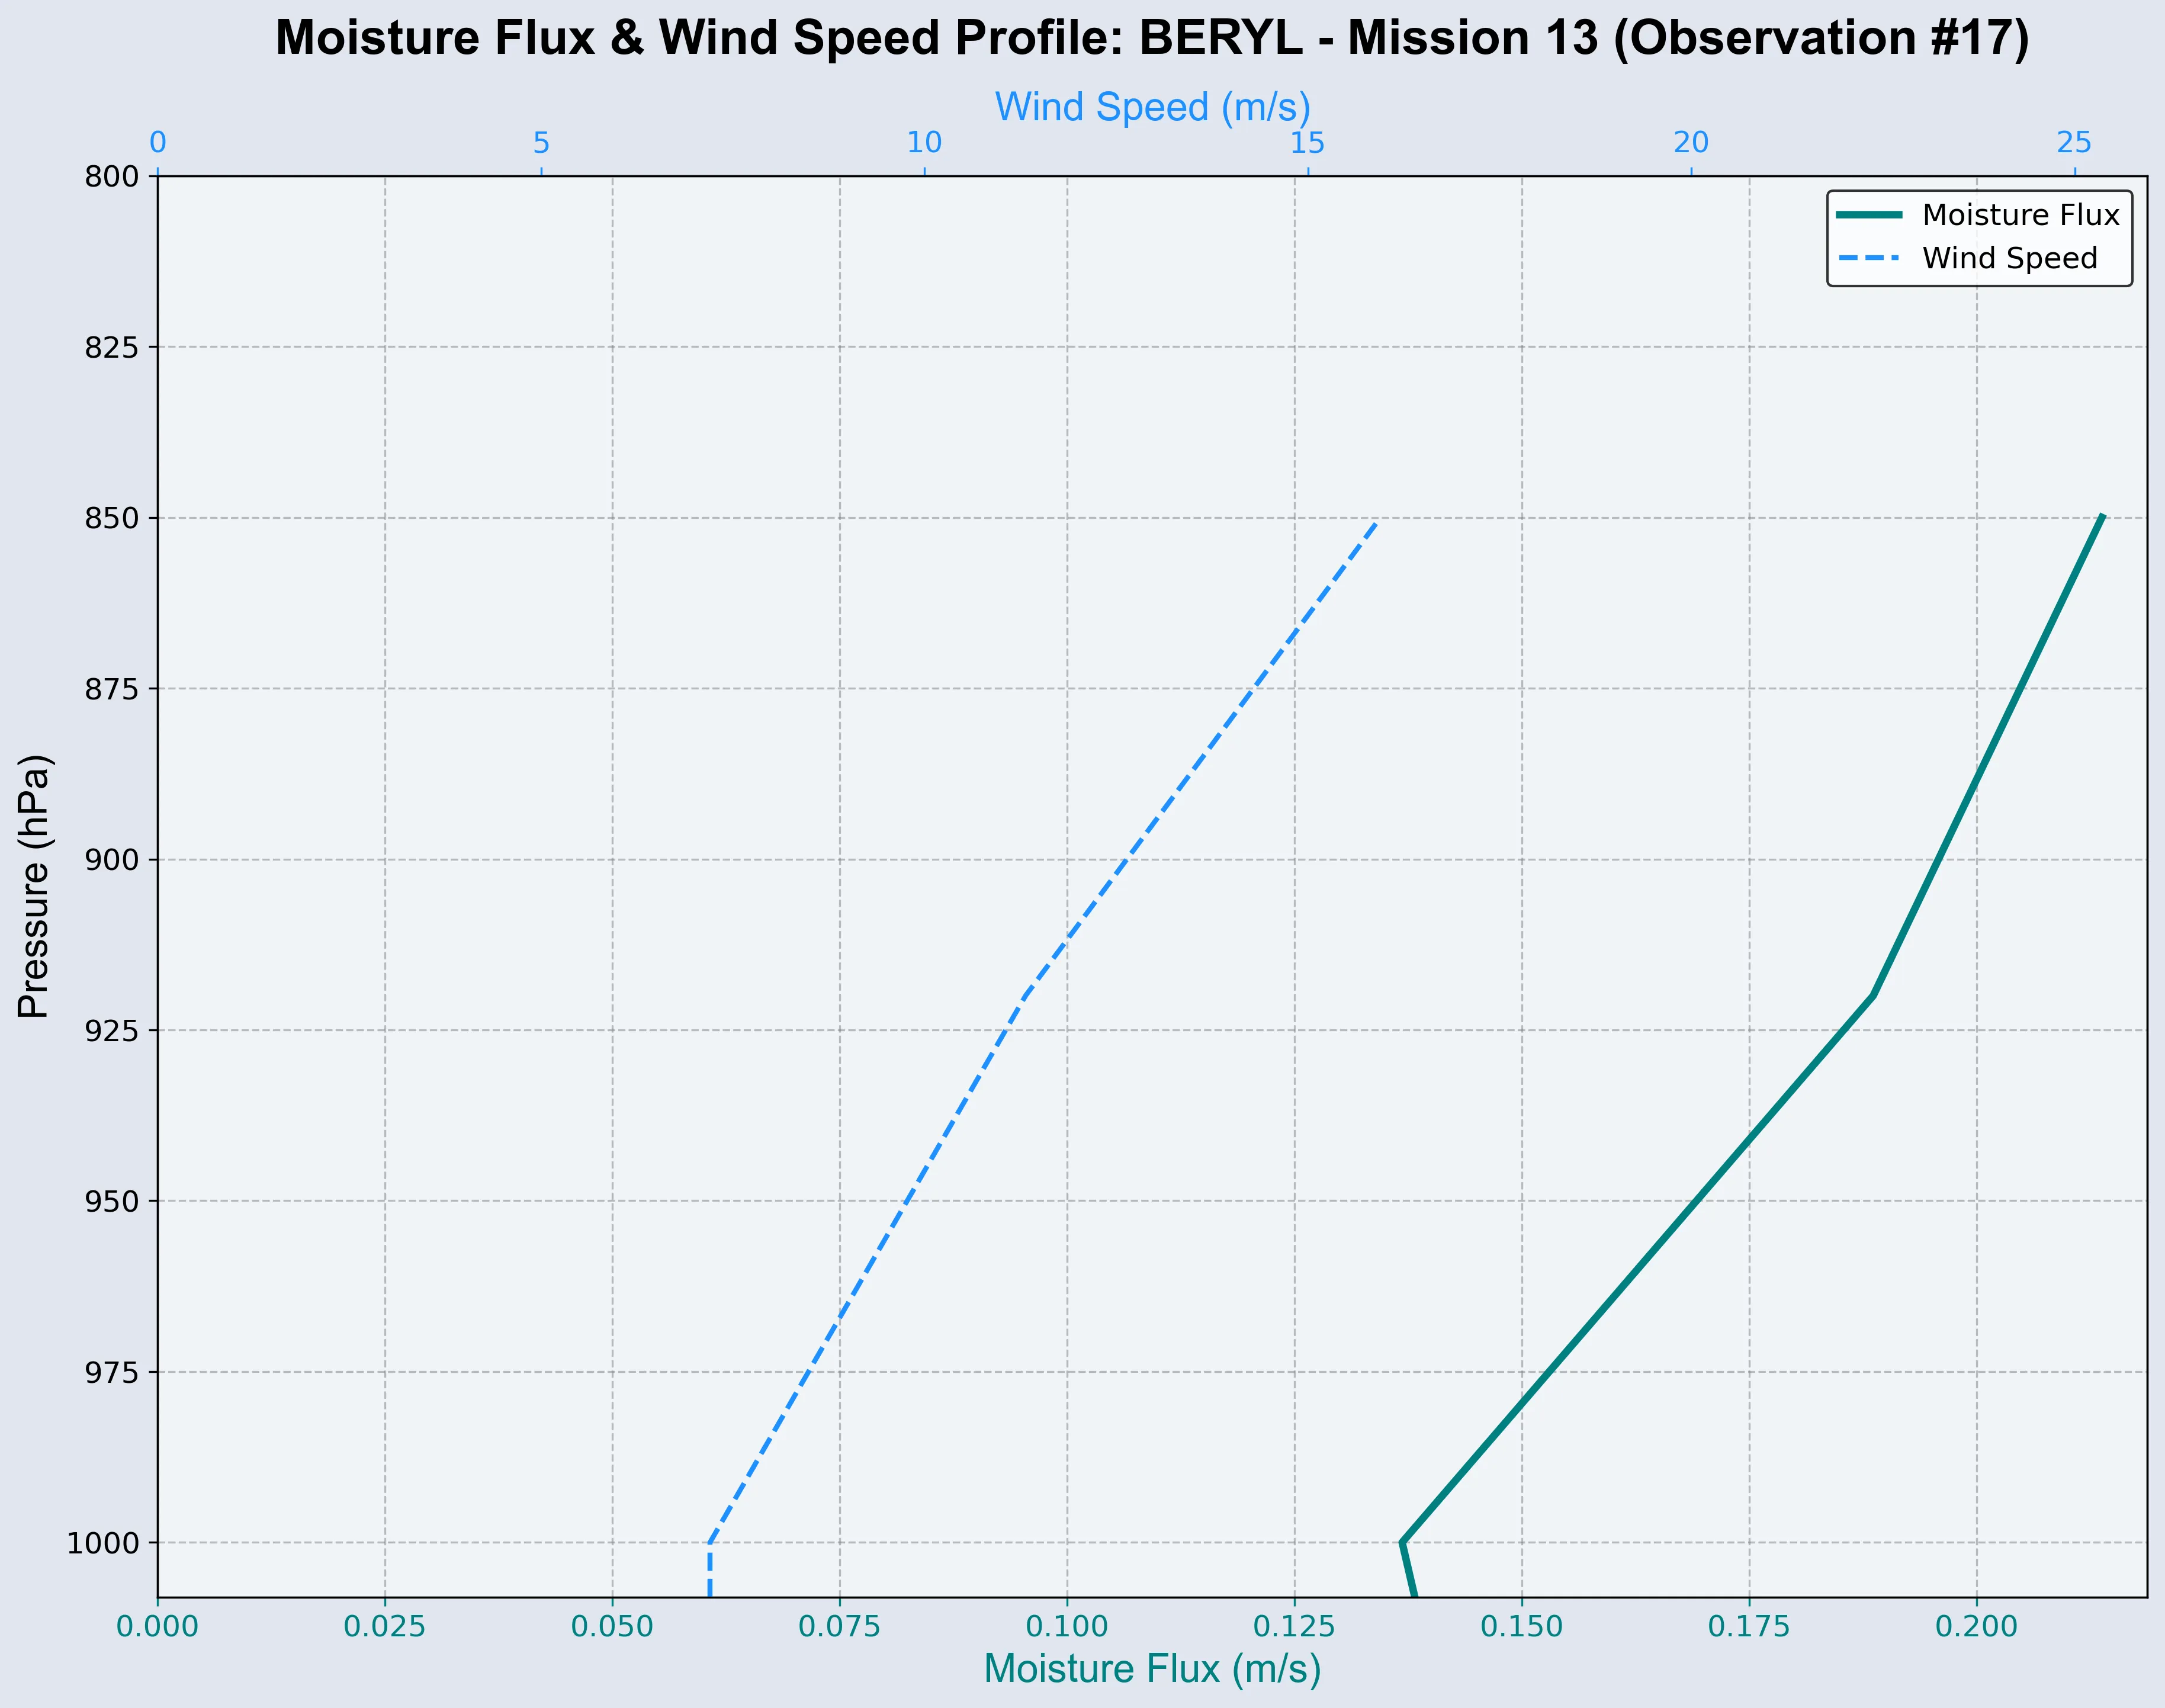 Moisture Flux & Wind Speed Profile: BERYL - Mission 13 (Observation #17)
Wind Speed (m/s)
0 5 10 15 20 25
Moisture Flux
Wind Speed
Pressure (hPa)
800
825
850
875
900
925
950
975
1000
0.000 0.025 0.050 0.075 0.100 0.125 0.150 0.175 0.200
Moisture Flux (m/s)